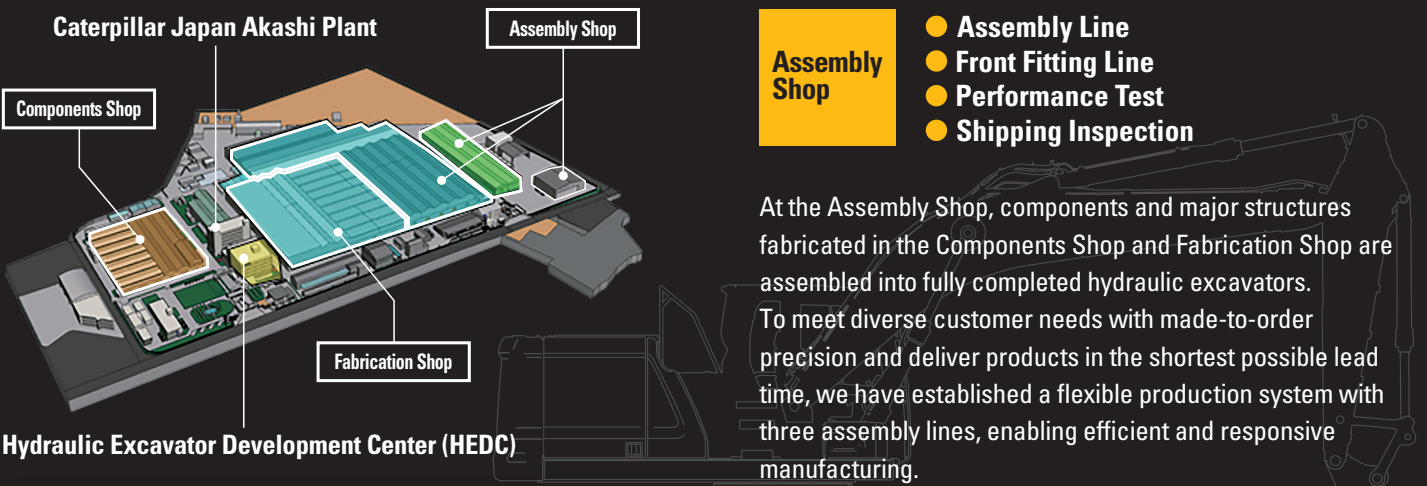 Caterpillar Japan Akashi Plant
Assembly Shop
Components Shop
Fabrication Shop
Hydraulic Excavator Development Center (HEDC)
Assembly
Shop
Assembly Line
Front Fitting Line
Performance Test
Shipping Inspection
At the Assembly Shop, components and major structures
fabricated in the Components Shop and Fabrication Shop are
assembled into fully completed hydraulic excavators.
To meet diverse customer needs with made-to-order
precision and deliver products in the shortest possible lead
time, we have established a flexible production system with
three assembly lines, enabling efficient and responsive
manufacturing.